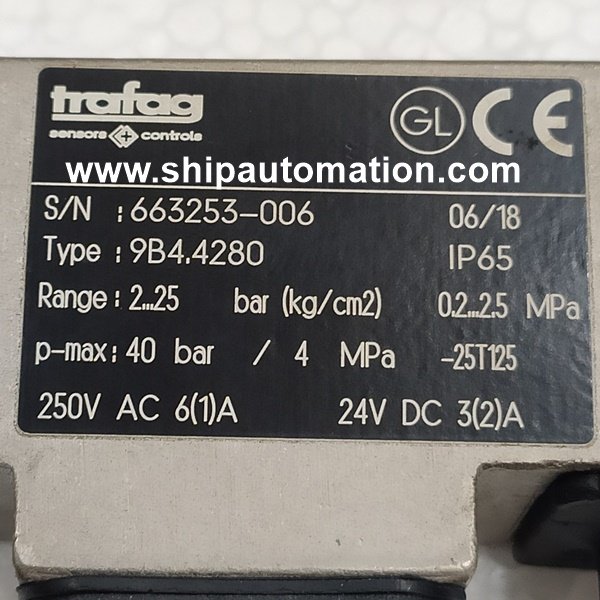 trafag
sensors controls
GL CE
www.shipautomation.com
S/N : 663253-006 06/18
Type : 9B4.4280 IP65
Range : 2...25 bar (kg/cm2) 0.2...2.5 MPa
p-max : 40 bar / 4 MPa -25T125
250V AC 6(1)A 24V DC 3(2)A